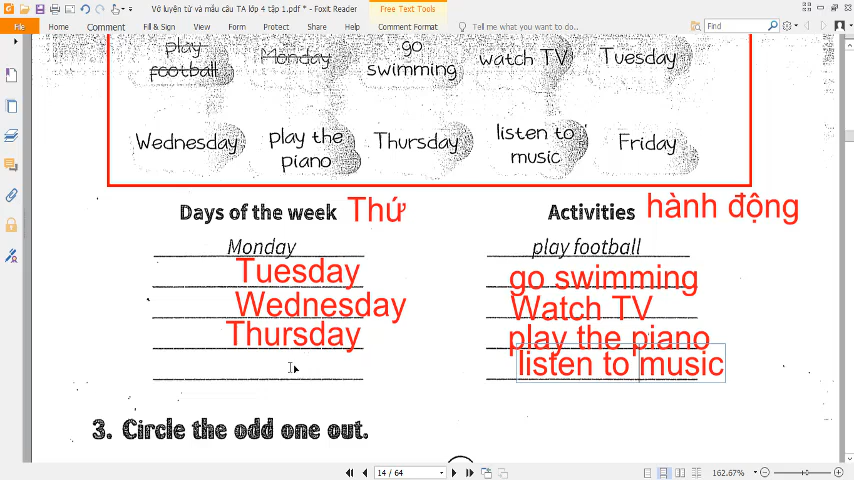 Vở luyện từ và mẫu câu TA lớp 4 tập 1.pdf * - Foxit Reader
Free Text Tools
File Home Comment Fill & Sign View Form Protect Share Help Comment Format Tell me what you want to do... Find
play football
Monday
go swimming
watch TV
Tuesday
Wednesday
play the piano
Thursday
listen to music
Friday
Days of the week Thứ
Activities hành động
Monday
play football
Tuesday
go swimming
Wednesday
Watch TV
Thursday
play the piano
listen to music
3. Circle the odd one out.
14 / 64
162.67%